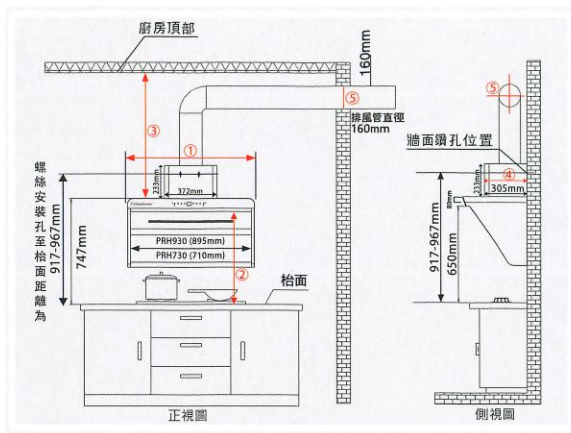 廚房頂部
160mm
⑤
排風管直徑
160mm
③
①
233mm
372mm
螺絲安裝孔至枱面距離為
917-967mm
747mm
PRH930 (895mm)
PRH730 (710mm)
②
枱面
正視圖
⑤
牆面鑽孔位置
233mm
④
305mm
80mm
917-967mm
650mm
側視圖